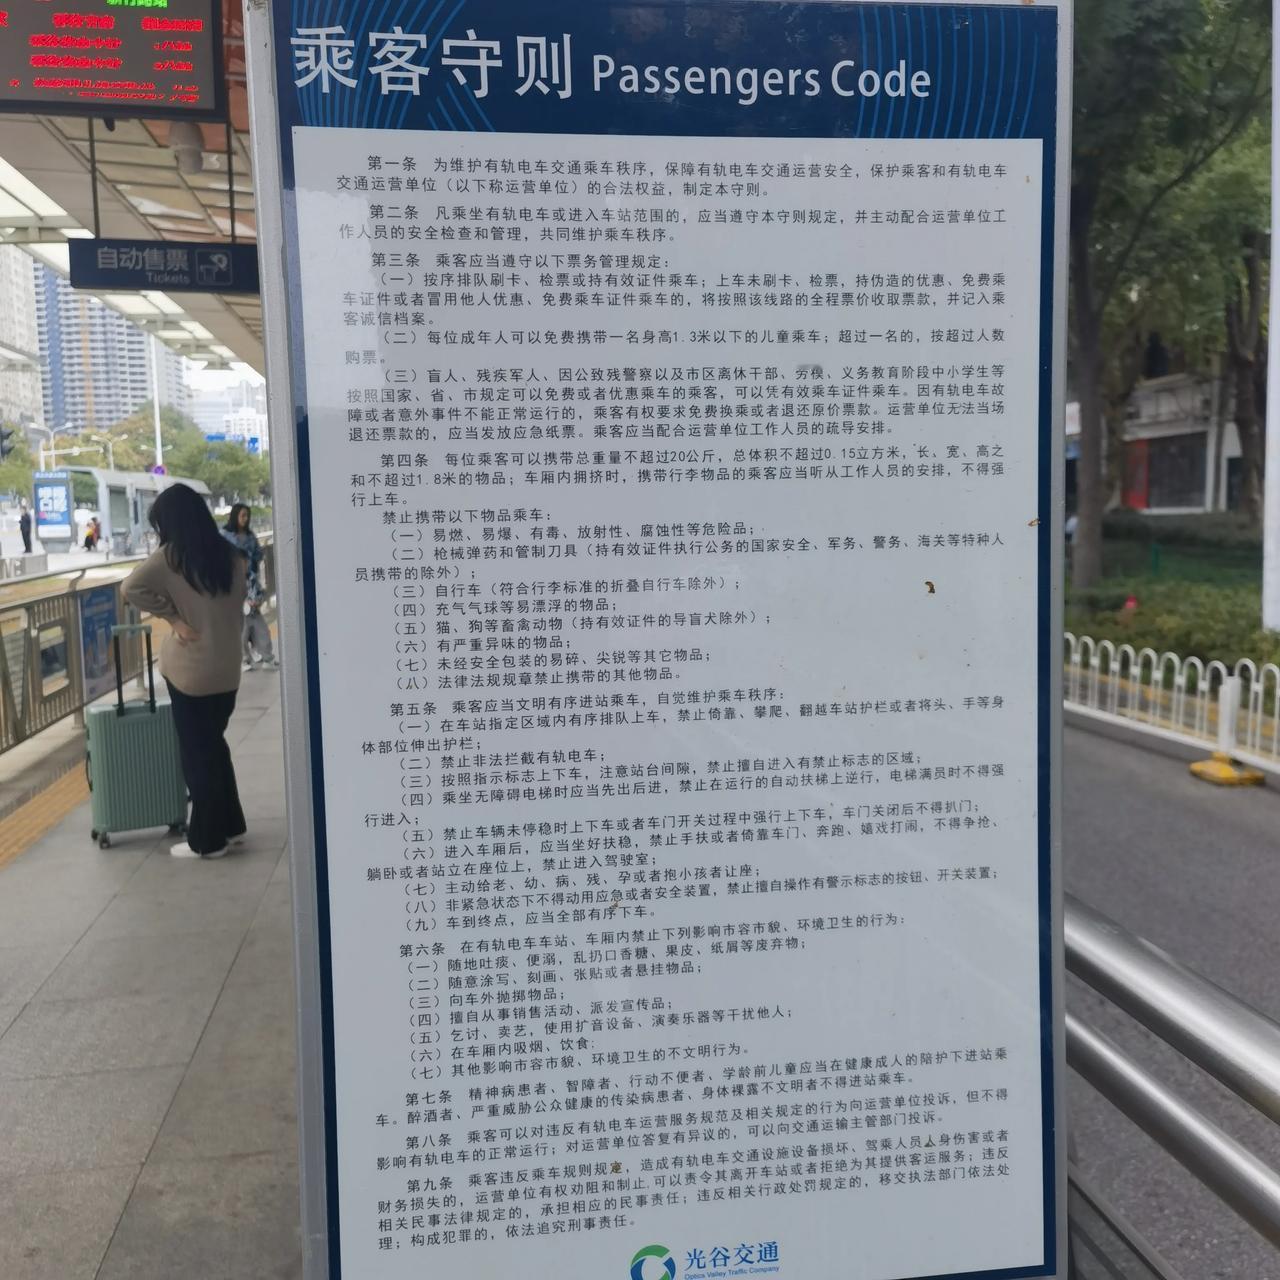 乘客守则 Passengers Code
第一条 为维护有轨电车交通乘车秩序，保障有轨电车交通运营安全，保护乘客和有轨电车
交通运营单位（以下称运营单位）的合法权益，制定本守则。
第二条 凡乘坐有轨电车或进入车站范围的，应当遵守本守则规定，并主动配合运营单位工
作人员的安全检查和管理，共同维护乘车秩序。
第三条 乘客应当遵守以下票务管理规定：
（一）按序排队刷卡、检票或持有效证件乘车；上车未刷卡、检票，持伪造的优惠、免费乘
车证件或者冒用他人优惠、免费乘车证件乘车的，将按照该线路的全程票价收取票款，并记入乘
客诚信档案。
（二）每位成年人可以免费携带一名身高1.3米以下的儿童乘车；超过一名的，按超过人数
购票。
（三）盲人、残疾军人、因公致残警察以及市区离休干部、劳模、义务教育阶段中小学生等
按照国家、省、市规定可以免费或者优惠乘车的乘客，可以凭有效乘车证件乘车。因有轨电车故
障或者意外事件不能正常运行的，乘客有权要求免费换乘或者退还原价票款。运营单位无法当场
退还票款的，应当发放应急纸票。乘客应当配合运营单位工作人员的疏导安排。
第四条 每位乘客可以携带总重量不超过20公斤，总体积不超过0.15立方米，长、宽、高之
和不超过1.8米的物品；车厢内拥挤时，携带行李物品的乘客应当听从工作人员的安排，不得强
行上车。
禁止携带以下物品乘车：
（一）易燃、易爆、有毒、放射性、腐蚀性等危险品；
（二）枪械弹药和管制刀具（持有效证件执行公务的国家安全、军务、警务、海关等特种人
员携带的除外）；
（三）自行车（符合行李标准的折叠自行车除外）；
（四）充气气球等易漂浮的物品；
（五）猫、狗等畜禽动物（持有效证件的导盲犬除外）；
（六）有严重异味的物品；
（七）未经安全包装的易碎、尖锐等其它物品；
（八）法律法规规章禁止携带的其他物品。
第五条 乘客应当文明有序进站乘车，自觉维护乘车秩序：
（一）在车站指定区域内有序排队上车，禁止倚靠、攀爬、翻越车站护栏或者将头、手等身
体部位伸出护栏；
（二）禁止非法拦截有轨电车；
（三）按照指示标志上下车，注意站台间隙，禁止擅自进入有禁止标志的区域；
（四）乘坐无障碍电梯时应当先出后进，禁止在运行的自动扶梯上逆行，电梯满员时不得强
行进入；
（五）禁止车辆未停稳时上下车或者车门开关过程中强行上下车，车门关闭后不得扒门；
（六）进入车厢后，应当坐好扶稳，禁止手扶或者倚靠车门、奔跑、嬉戏打闹，不得争抢、
躺卧或者站立在座位上，禁止进入驾驶室；
（七）主动给老、幼、病、残、孕或者抱小孩者让座；
（八）非紧急状态下不得动用应急或者安全装置，禁止擅自操作有警示标志的按钮、开关装置；
（九）车到终点，应当全部有序下车。
第六条 在有轨电车车站、车厢内禁止下列影响市容市貌、环境卫生的行为：
（一）随地吐痰、便溺，乱扔口香糖、果皮、纸屑等废弃物；
（二）随意涂写、刻画、张贴或者悬挂物品；
（三）向车外抛掷物品；
（四）擅自从事销售活动、派发宣传品；
（五）乞讨、卖艺，使用扩音设备、演奏乐器等干扰他人；
（六）在车厢内吸烟、饮食；
（七）其他影响市容市貌、环境卫生的不文明行为。
第七条 精神病患者、智障者、行动不便者、学龄前儿童应当在健康成人的陪护下进站乘
车。醉酒者、严重威胁公众健康的传染病患者、身体裸露不文明者不得进站乘车。
第八条 乘客可以对违反有轨电车运营服务规范及相关规定的行为向运营单位投诉，但不得
影响有轨电车的正常运行；对运营单位答复有异议的，可以向交通运输主管部门投诉。
第九条 乘客违反乘车规则规定，造成有轨电车交通设施设备损坏、驾乘人员人身伤害或者
财务损失的，运营单位有权劝阻和制止,可以责令其离开车站或者拒绝为其提供客运服务；违反
相关民事法律规定的，承担相应的民事责任；违反相关行政处罚规定的，移交执法部门依法处
理；构成犯罪的，依法追究刑事责任。
光谷交通
Optics Valley Traffic Company
自动售票
Tickets